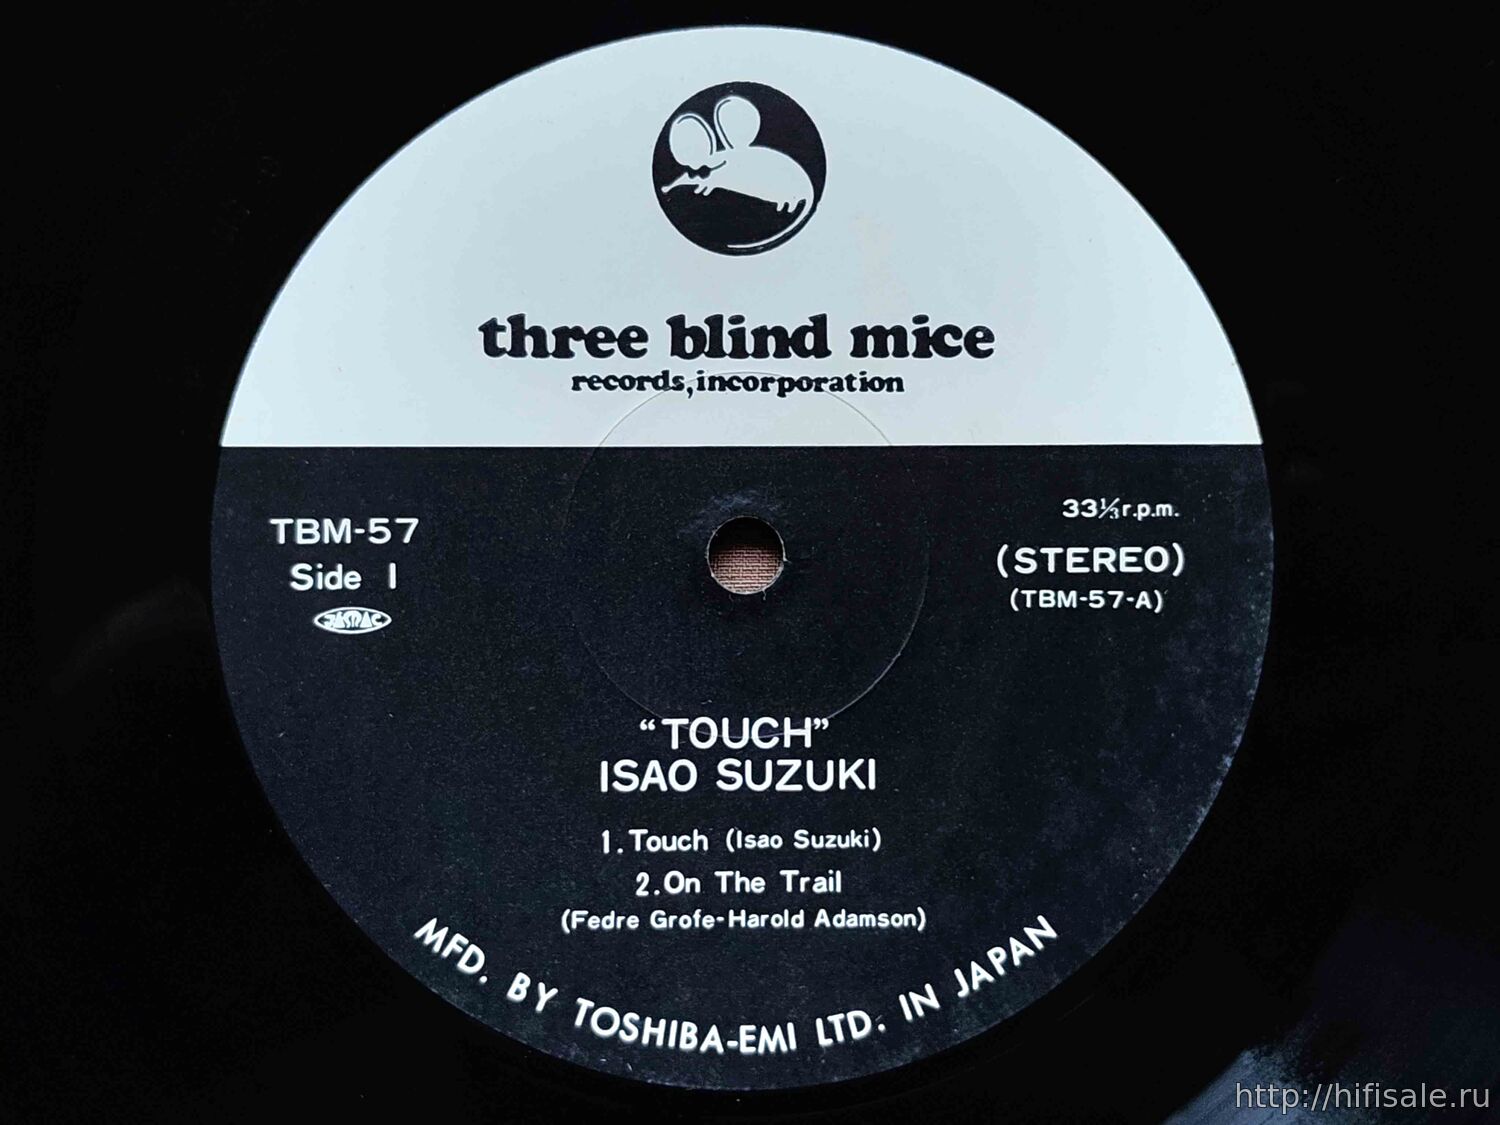 three blind mice
records, incorporation
TBM-57
Side 1
JASRAC
33⅓ r.p.m.
(STEREO)
(TBM-57-A)
“TOUCH”
ISAO SUZUKI
1. Touch (Isao Suzuki)
2. On The Trail
(Fedre Grofe-Harold Adamson)
MFD. BY TOSHIBA-EMI LTD. IN JAPAN
http://hifisale.ru